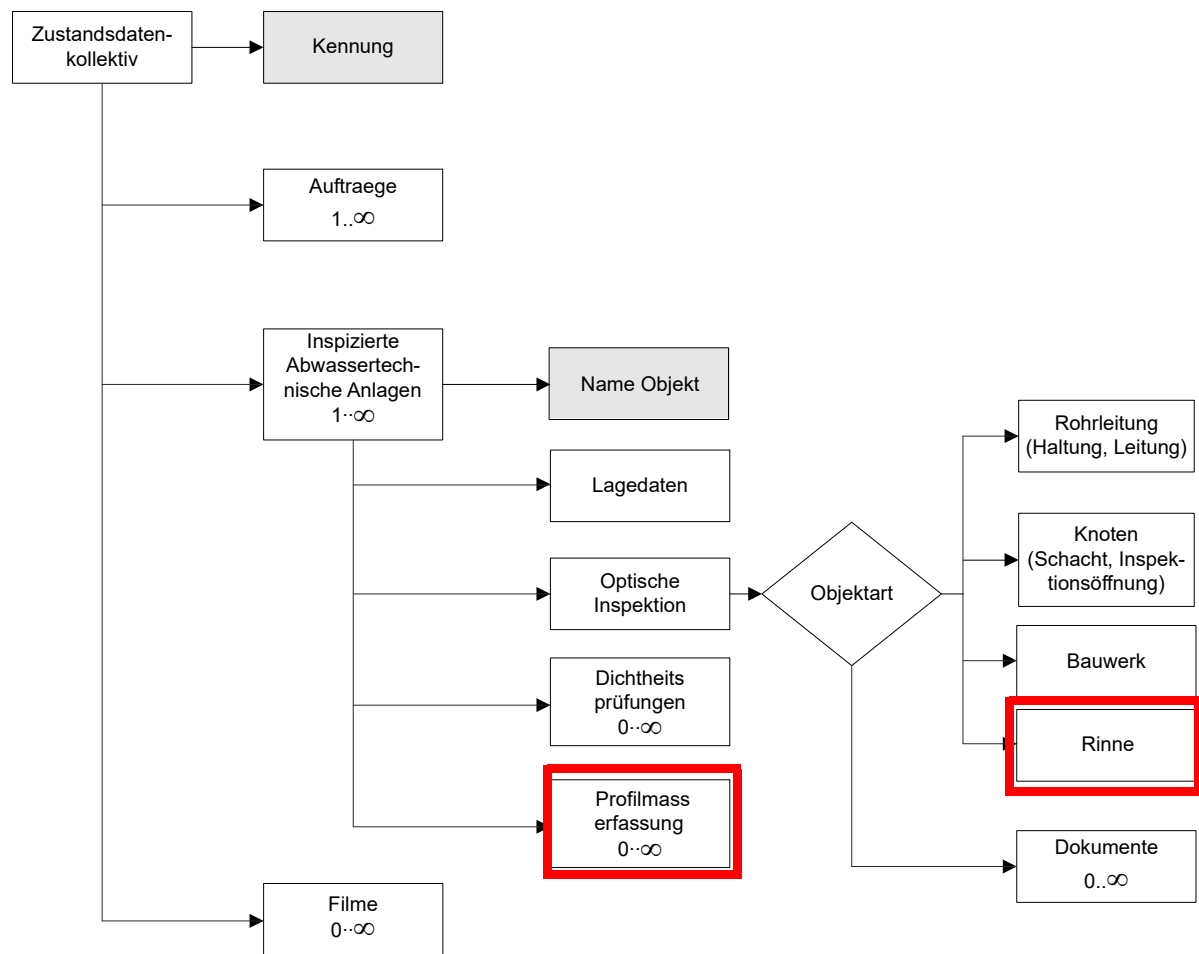 Zustandsdaten-
kollektiv
Kennung
Auftraege
1..∞
Inspizierte
Abwassertech-
nische Anlagen
1··∞
Name Objekt
Lagedaten
Optische
Inspektion
Dichtheits
prüfungen
0··∞
Profilmass
erfassung
0··∞
Objektart
Rohrleitung
(Haltung, Leitung)
Knoten
(Schacht, Inspek-
tionsöffnung)
Bauwerk
Rinne
Dokumente
0..∞
Filme
0··∞